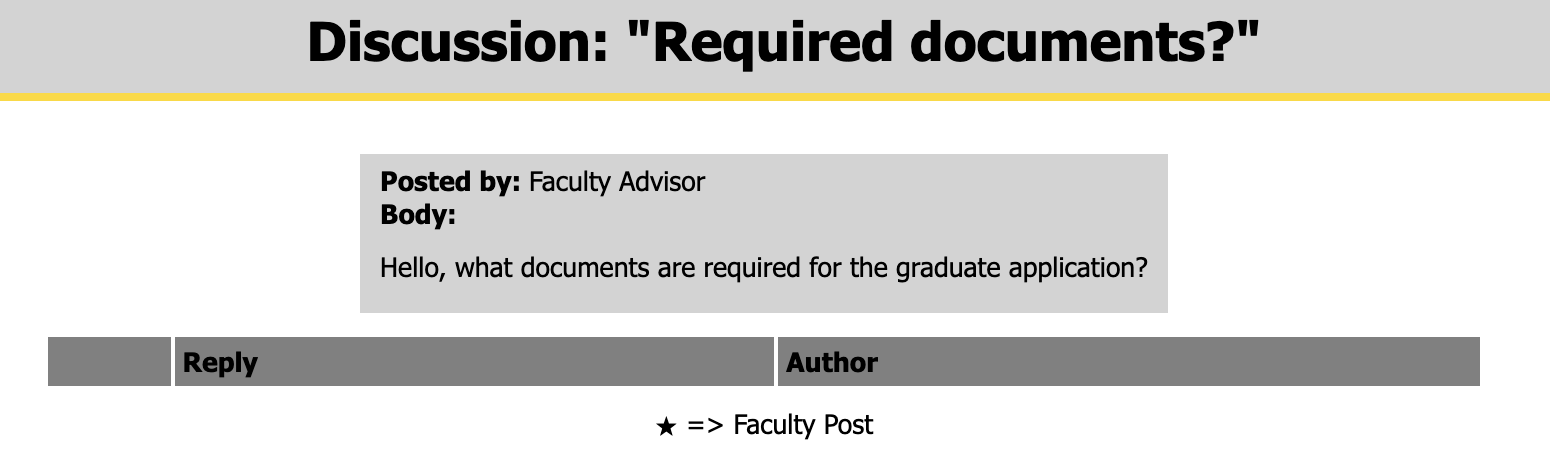 Discussion: "Required documents?"
Posted by: Faculty Advisor
Body:
Hello, what documents are required for the graduate application?
Reply Author
★ => Faculty Post